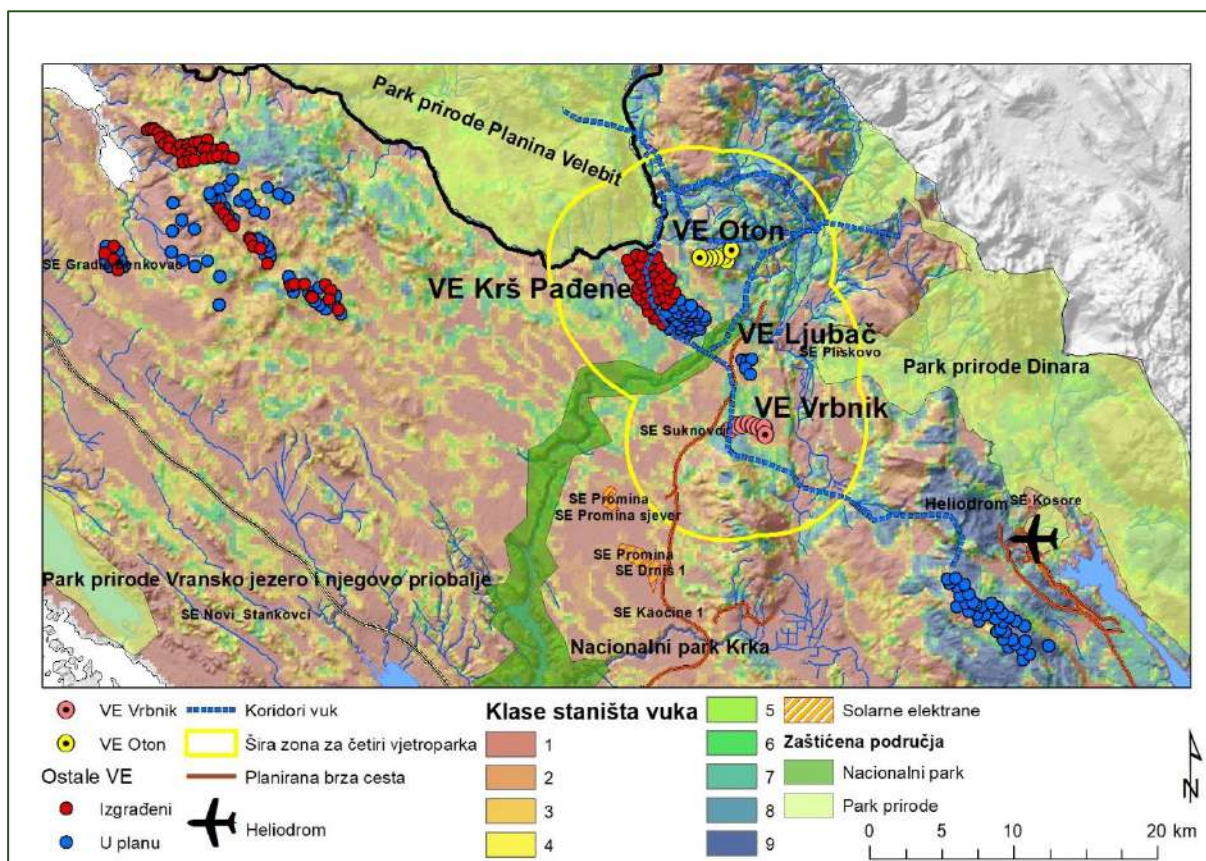 Park prirode Planina Velebit
VE Oton
SE Gradina
Benkovac
VE Krš Pađene
VE Ljubač
SE Pliskovo
Park prirode Dinara
VE Vrbnik
SE Suknovci
SE Promina
SE Promina sjever
Heliodrom
SE Kosore
SE Promina
SE Drniš 1
Park prirode Vransko jezero i njegovo priobalje
SE Novi_Stankovci
SE Kaočine 1
Nacionalni park Krka
VE Vrbnik
VE Oton
Ostale VE
Izgrađeni
U planu
Koridori vuk
Šira zona za četiri vjetroparka
Planirana brza cesta
Heliodrom
Klase staništa vuka
1
2
3
4
5
6
7
8
9
Solarne elektrane
Zaštićena područja
Nacionalni park
Park prirode
N
0 5 10 20 km